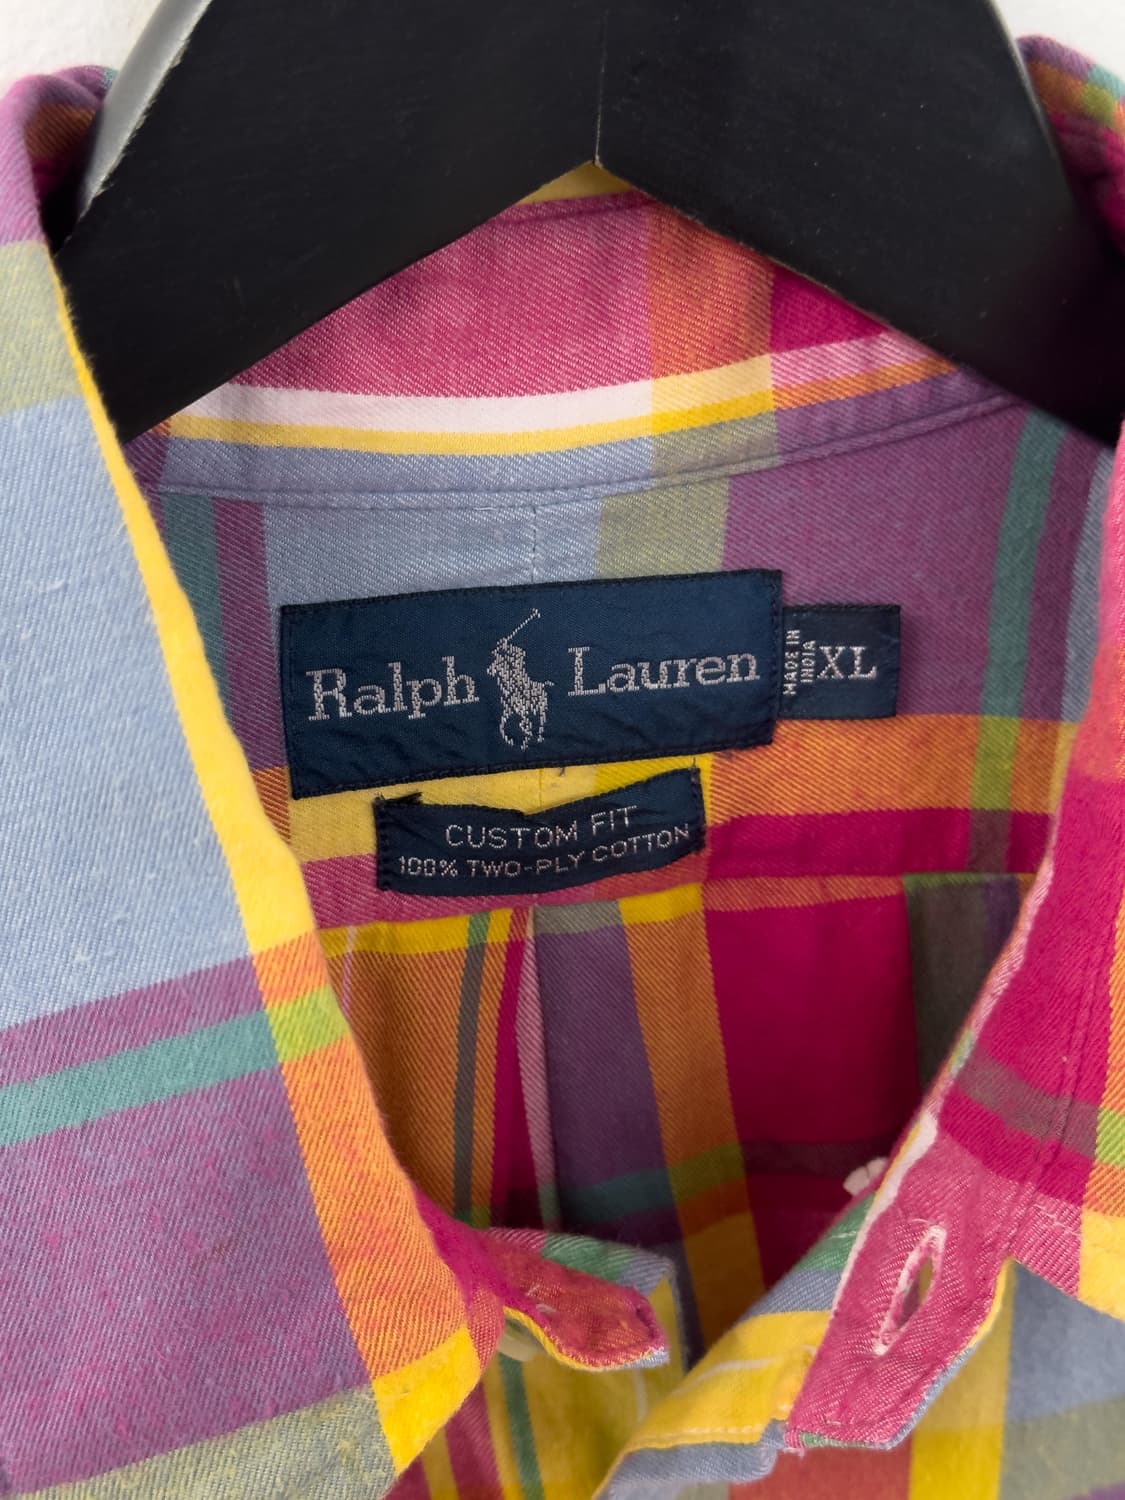 Ralph Lauren
MADE IN
INDIA
XL
CUSTOM FIT
100% TWO-PLY COTTON